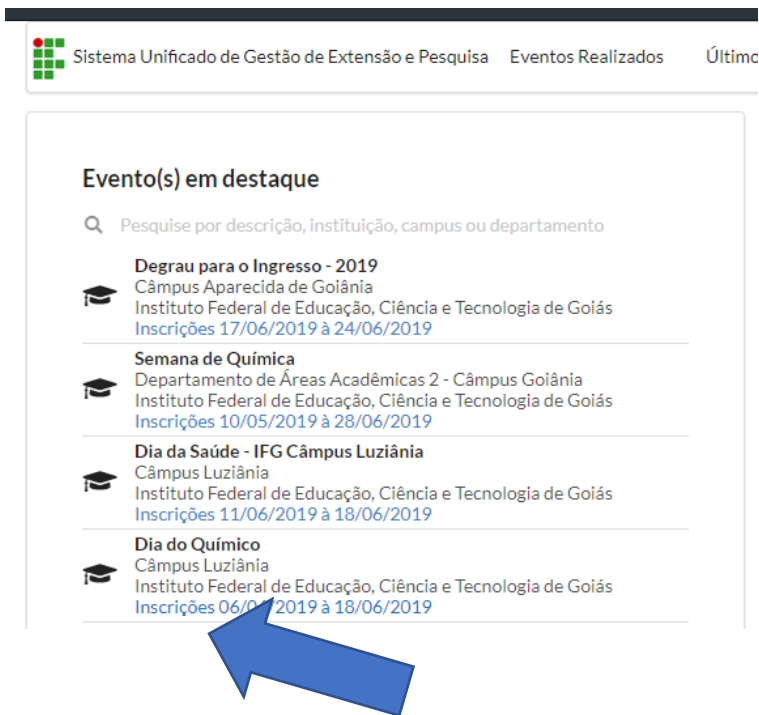 Sistema Unificado de Gestão de Extensão e Pesquisa Eventos Realizados Último
Evento(s) em destaque
Pesquise por descrição, instituição, campus ou departamento
Degrau para o Ingresso - 2019
Câmpus Aparecida de Goiânia
Instituto Federal de Educação, Ciência e Tecnologia de Goiás
Inscrições 17/06/2019 à 24/06/2019
Semana de Química
Departamento de Áreas Acadêmicas 2 - Câmpus Goiânia
Instituto Federal de Educação, Ciência e Tecnologia de Goiás
Inscrições 10/05/2019 à 28/06/2019
Dia da Saúde - IFG Câmpus Luziânia
Câmpus Luziânia
Instituto Federal de Educação, Ciência e Tecnologia de Goiás
Inscrições 11/06/2019 à 18/06/2019
Dia do Químico
Câmpus Luziânia
Instituto Federal de Educação, Ciência e Tecnologia de Goiás
Inscrições à 18/06/2019